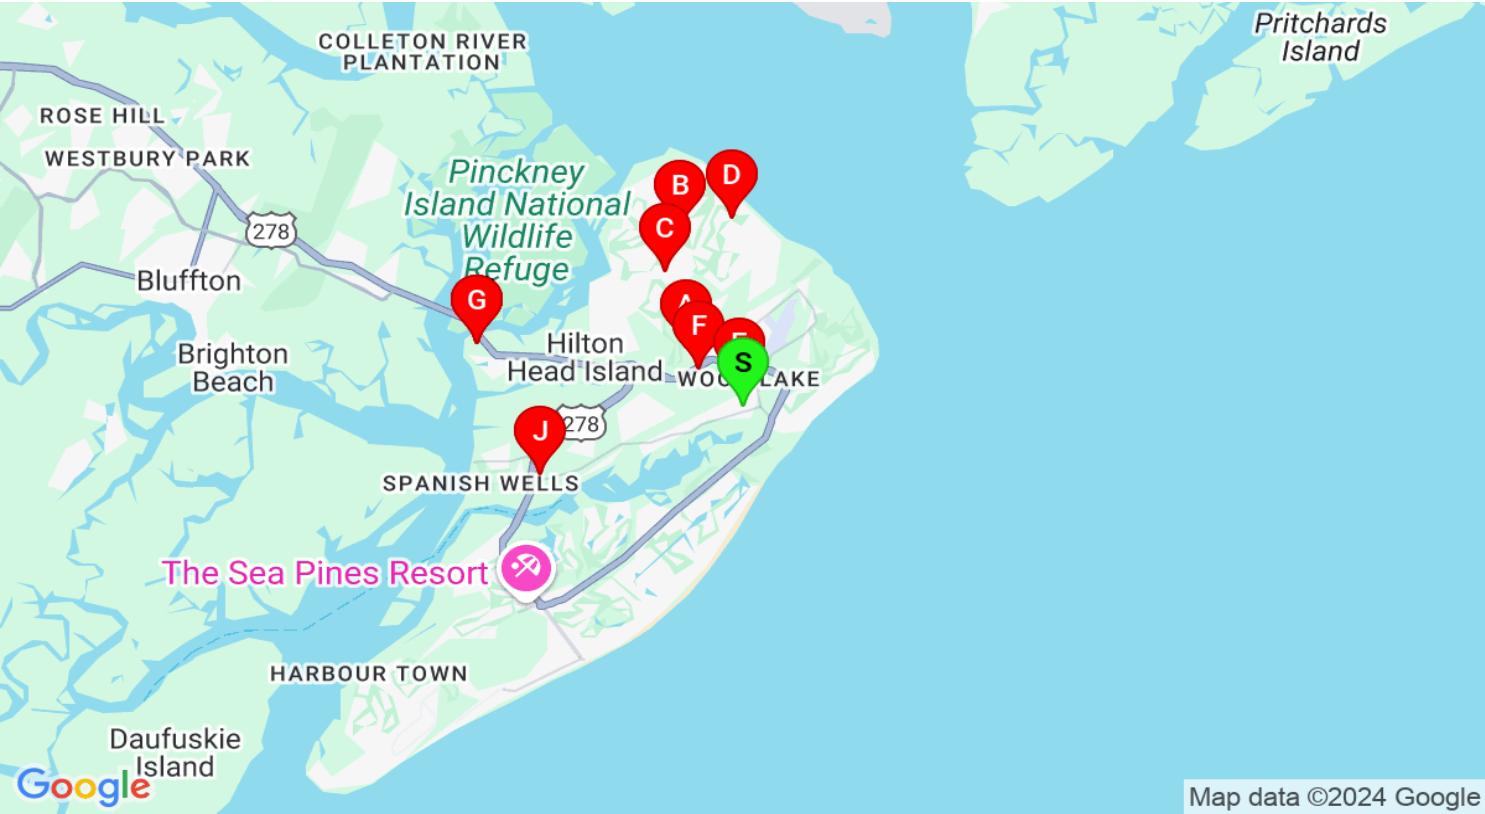 Pritchards
Island
COLLETON RIVER
PLANTATION
ROSE HILL
WESTBURY PARK
Pinckney
Island National
Wildlife
Refuge
B
D
C
278
Bluffton
G
A
F
Hilton
Head Island
S
Brighton
Beach
J
278
SPANISH WELLS
The Sea Pines Resort
HARBOUR TOWN
Daufuskie
Island
Google
Map data ©2024 Google